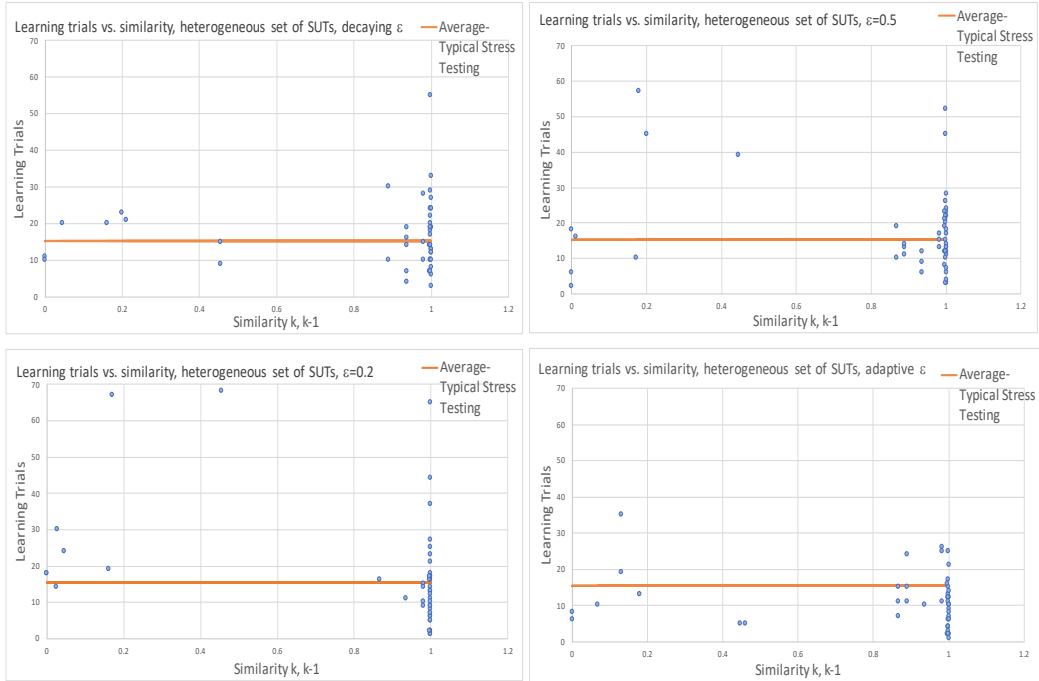 Learning trials vs. similarity, heterogeneous set of SUTs, decaying ε
Average-
Typical Stress
Testing
70
60
50
40
30
20
10
0
Learning Trials
0
0.2
0.4
0.6
0.8
1
1.2
Similarity k, k-1
Learning trials vs. similarity, heterogeneous set of SUTs, ε=0.5
Average-
Typical Stress
Testing
70
60
50
40
30
20
10
0
Learning Trials
0
0.2
0.4
0.6
0.8
1
1.2
Similarity k, k-1
Learning trials vs. similarity, heterogeneous set of SUTs, ε=0.2
Average-
Typical Stress
Testing
70
60
50
40
30
20
10
0
Learning Trials
0
0.2
0.4
0.6
0.8
1
1.2
Similarity k, k-1
Learning trials vs. similarity, heterogeneous set of SUTs, adaptive ε
Average-
Typical Stress
Testing
70
60
50
40
30
20
10
0
Learning Trials
0
0.2
0.4
0.6
0.8
1
1.2
Similarity k, k-1